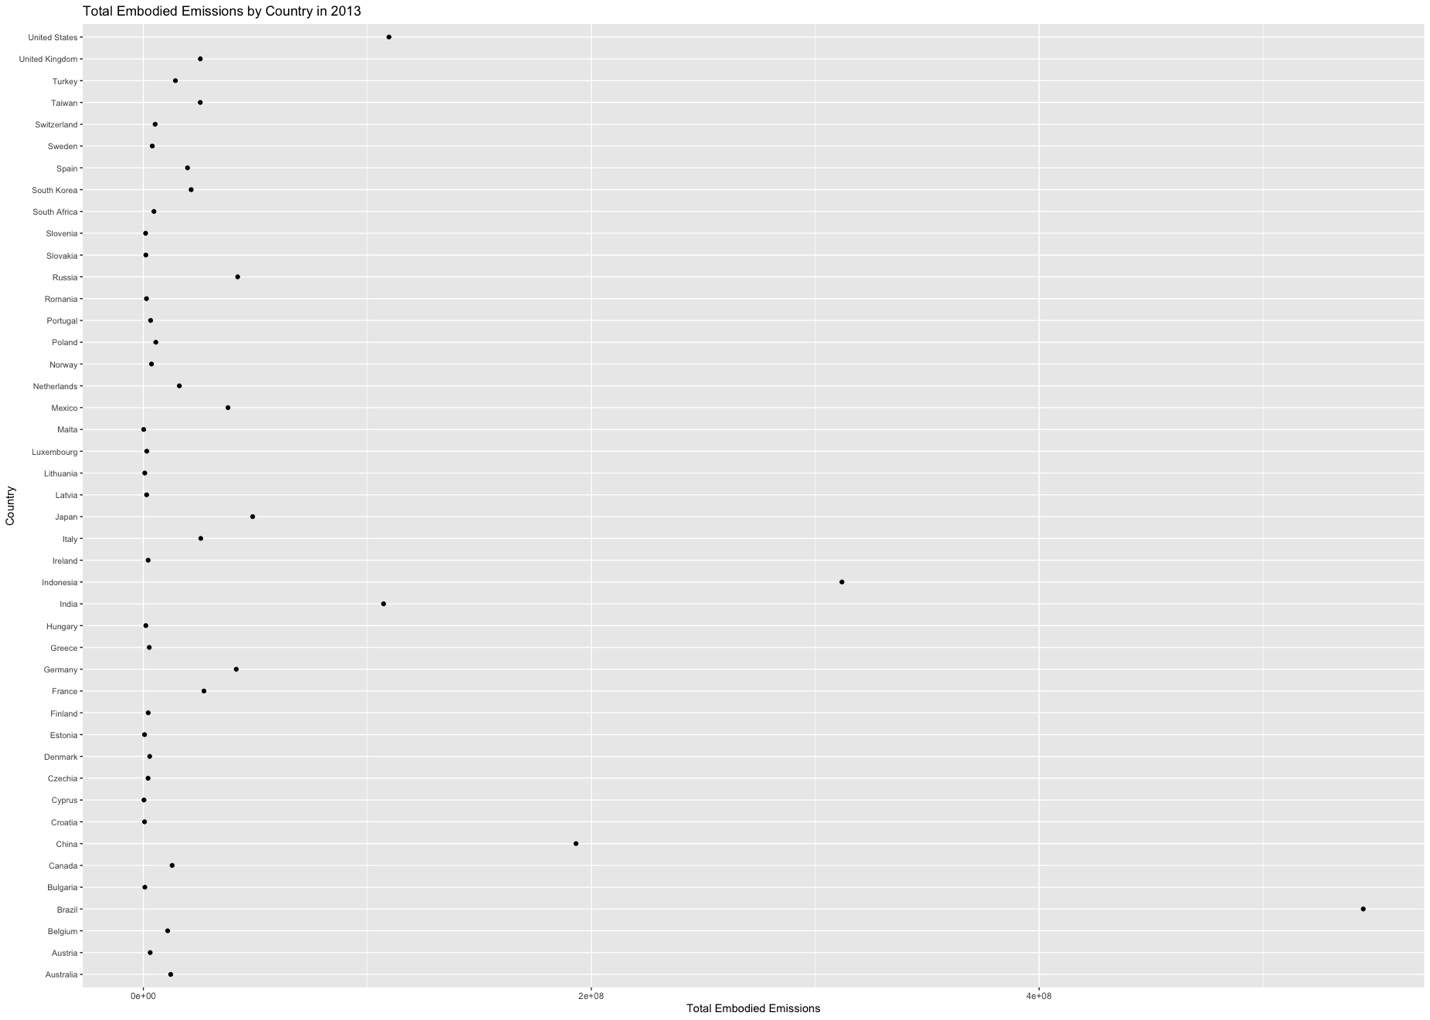 Total Embodied Emissions by Country in 2013
United States
United Kingdom
Turkey
Taiwan
Switzerland
Sweden
Spain
South Korea
South Africa
Slovenia
Slovakia
Russia
Romania
Portugal
Poland
Norway
Netherlands
Mexico
Malta
Luxembourg
Lithuania
Latvia
Japan
Italy
Ireland
Indonesia
India
Hungary
Greece
Germany
France
Finland
Estonia
Denmark
Czechia
Cyprus
Croatia
China
Canada
Bulgaria
Brazil
Belgium
Austria
Australia
Country
0e+00 2e+08 4e+08
Total Embodied Emissions